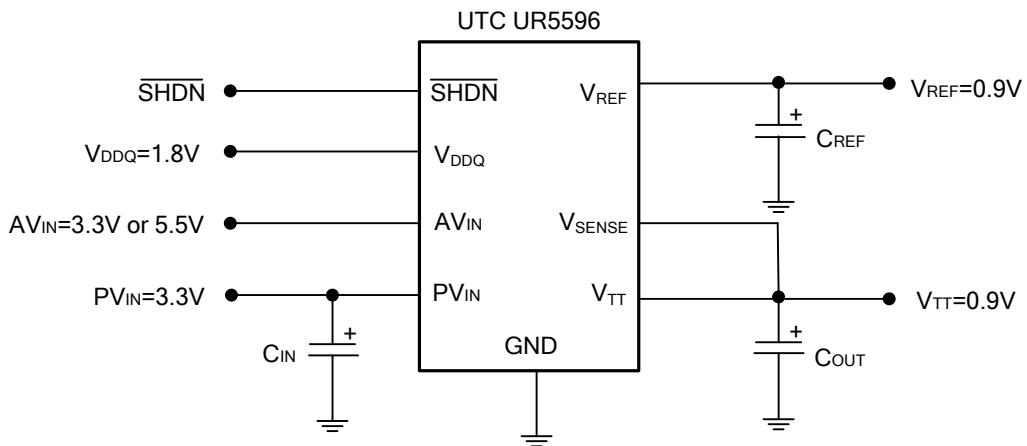 UTC UR5596
SHDN
SHDN
VREF
VREF=0.9V
CREF
VDDQ=1.8V
VDDQ
AVIN=3.3V or 5.5V
AVIN
VSENSE
PVIN=3.3V
PVIN
VTT
VTT=0.9V
CIN
GND
COUT
+
+
+